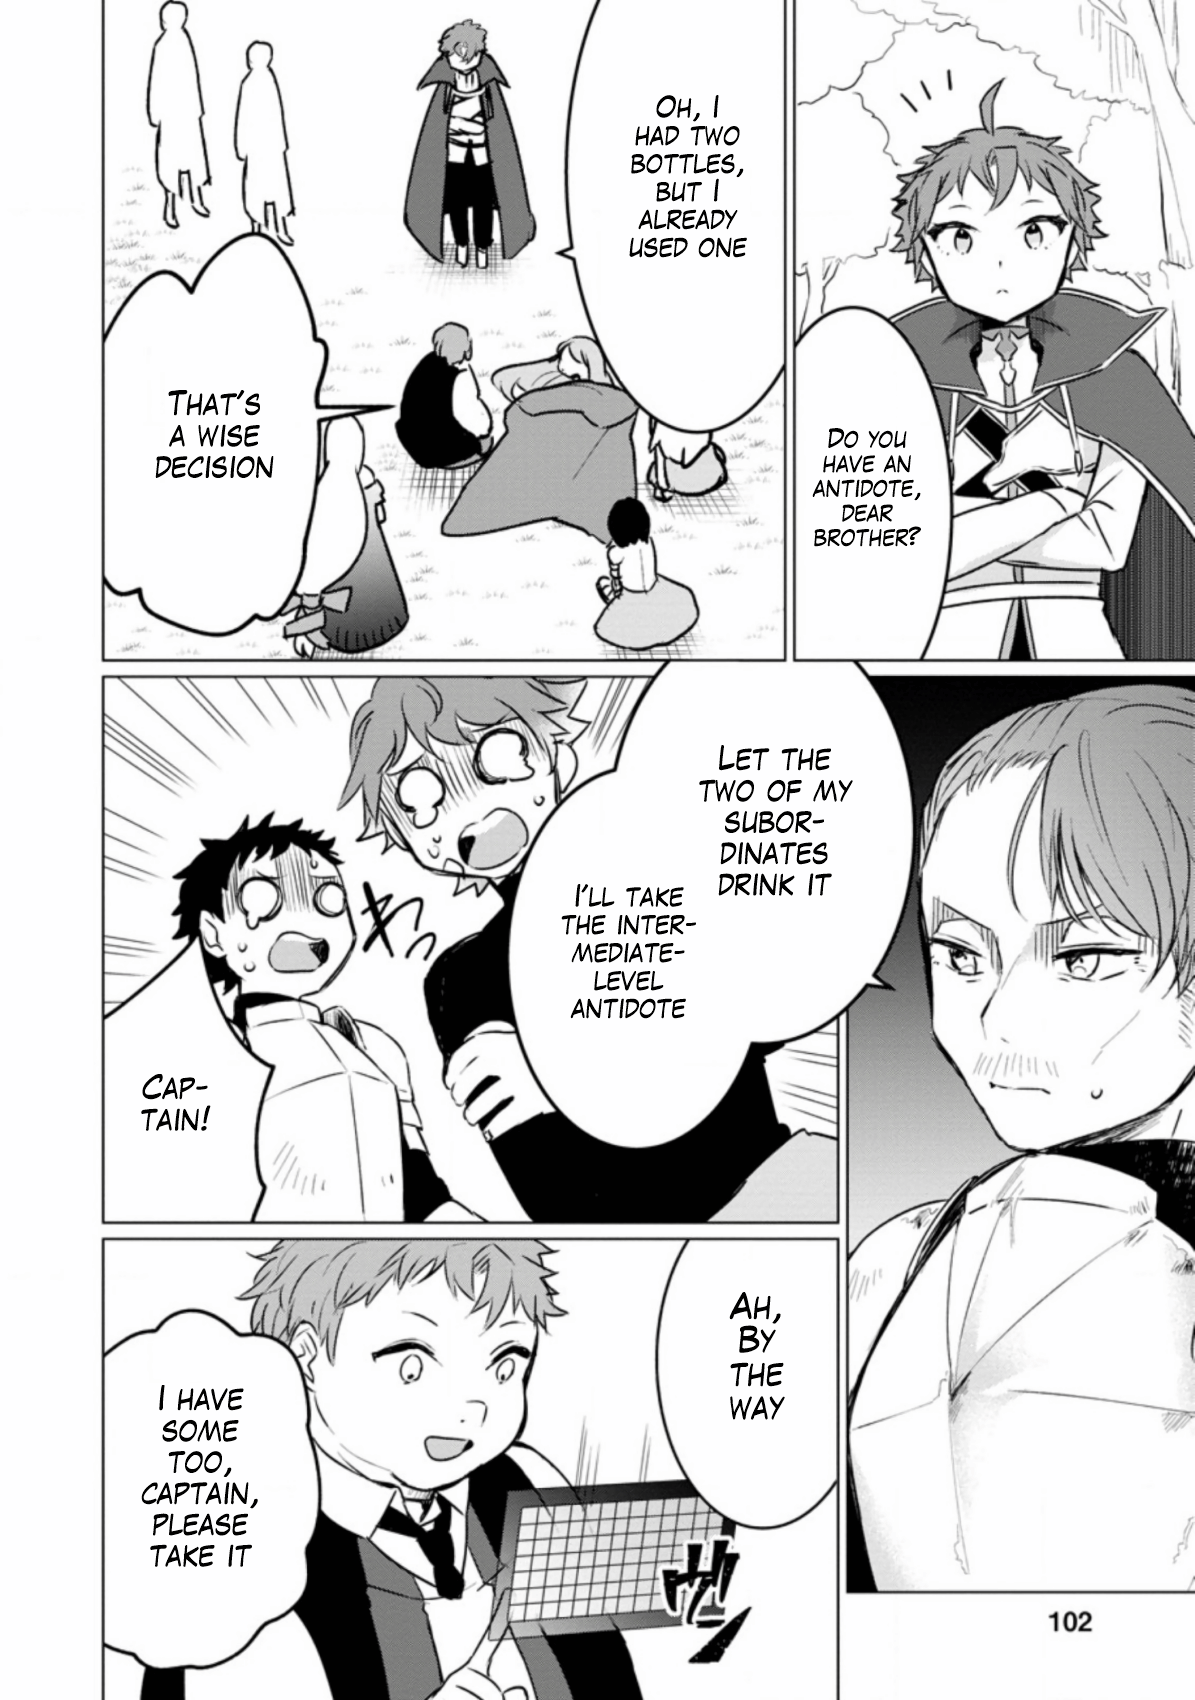 DO YOU
HAVE AN
ANTIDOTE,
DEAR
BROTHER?
OH, I
HAD TWO
BOTTLES,
BUT I
ALREADY
USED ONE
THAT'S
A WISE
DECISION
LET THE
TWO OF MY
SUBOR-
DINATES
DRINK IT
I'LL TAKE
THE INTER-
MEDIATE-
LEVEL
ANTIDOTE
CAP-
TAIN!
AH,
BY
THE
WAY
I HAVE
SOME
TOO,
CAPTAIN,
PLEASE
TAKE IT
102